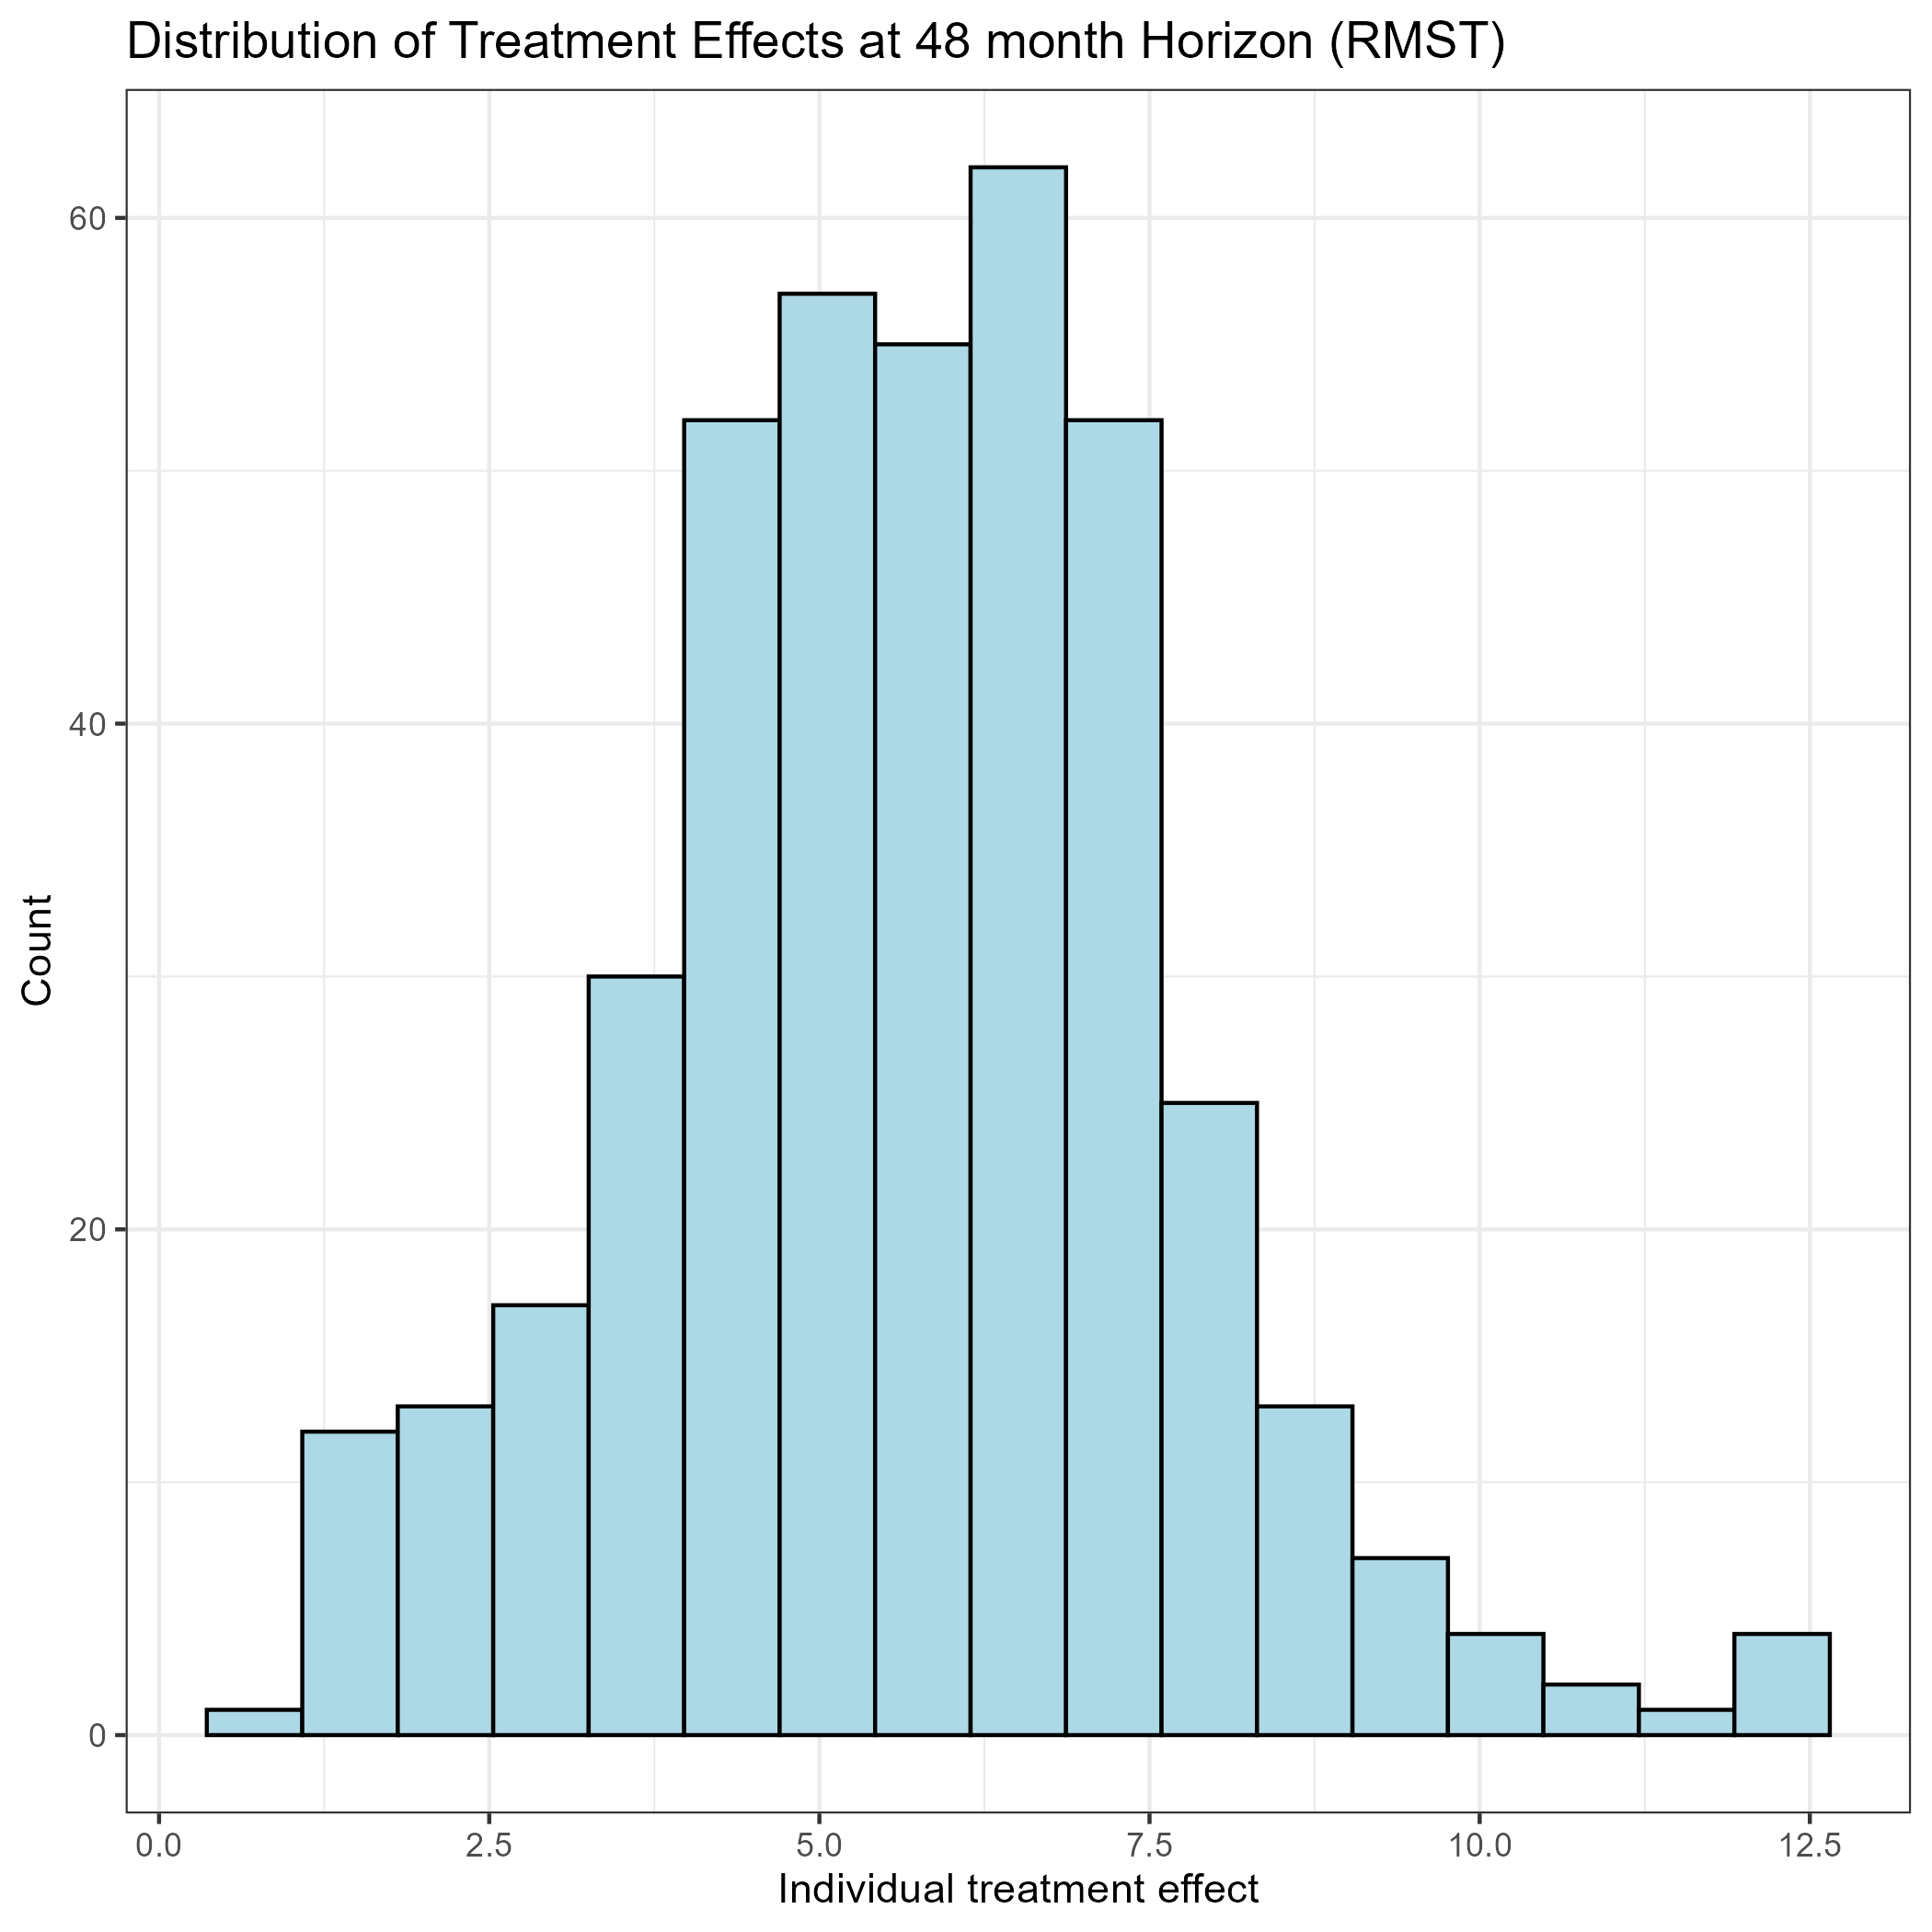 Distribution of Treatment Effects at 48 month Horizon (RMST)
60
40
20
0
Count
0.0 2.5 5.0 7.5 10.0 12.5
Individual treatment effect